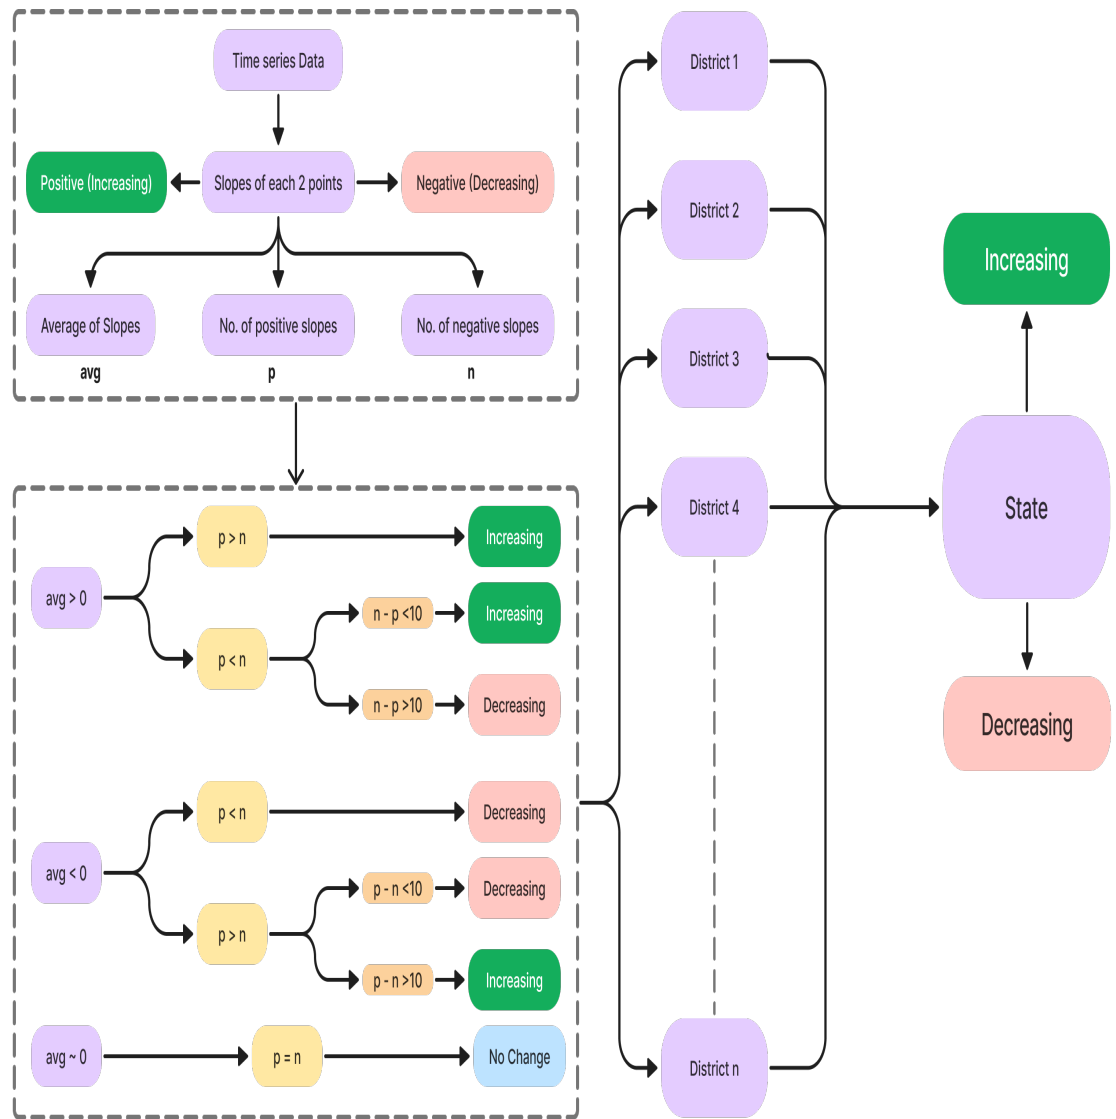 Time series Data
Positive (Increasing)
Slopes of each 2 points
Negative (Decreasing)
Average of Slopes
No. of positive slopes
No. of negative slopes
avg
p
n
avg > 0
p > n
Increasing
p < n
n - p <10
Increasing
n - p >10
Decreasing
avg < 0
p < n
Decreasing
p > n
p - n <10
Decreasing
p - n >10
Increasing
avg ~ 0
p = n
No Change
District 1
District 2
District 3
District 4
District n
Increasing
State
Decreasing